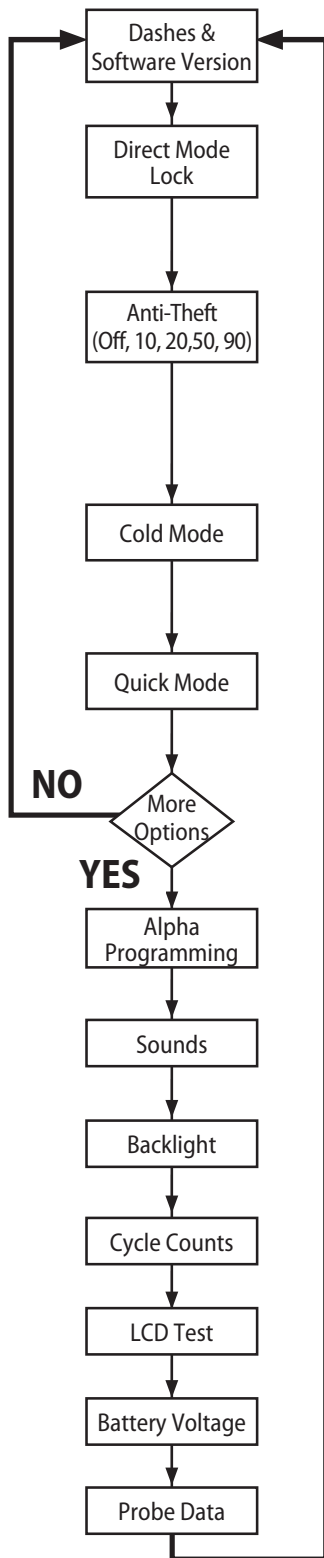 Dashes &
Software Version
Direct Mode
Lock
Anti-Theft
(Off, 10, 20,50, 90)
Cold Mode
Quick Mode
NO
More
Options
YES
Alpha
Programming
Sounds
Backlight
Cycle Counts
LCD Test
Battery Voltage
Probe Data